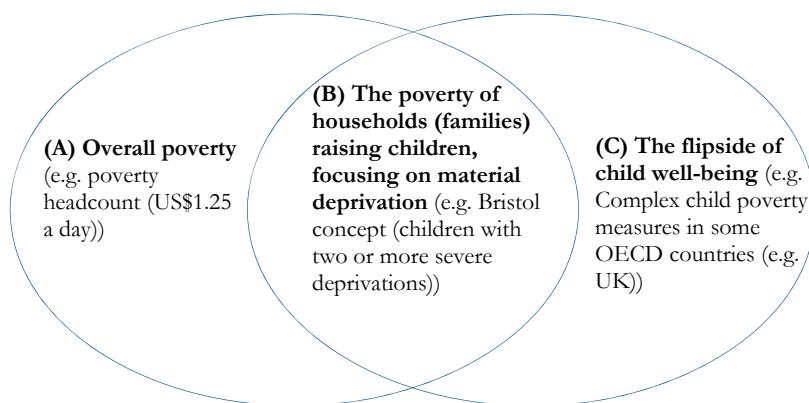 (A) Overall poverty
(e.g. poverty
headcount (US$1.25
a day))
(B) The poverty of
households (families)
raising children,
focusing on material
deprivation (e.g. Bristol
concept (children with
two or more severe
deprivations))
(C) The flipside of
child well-being (e.g.
Complex child poverty
measures in some
OECD countries (e.g.
UK))